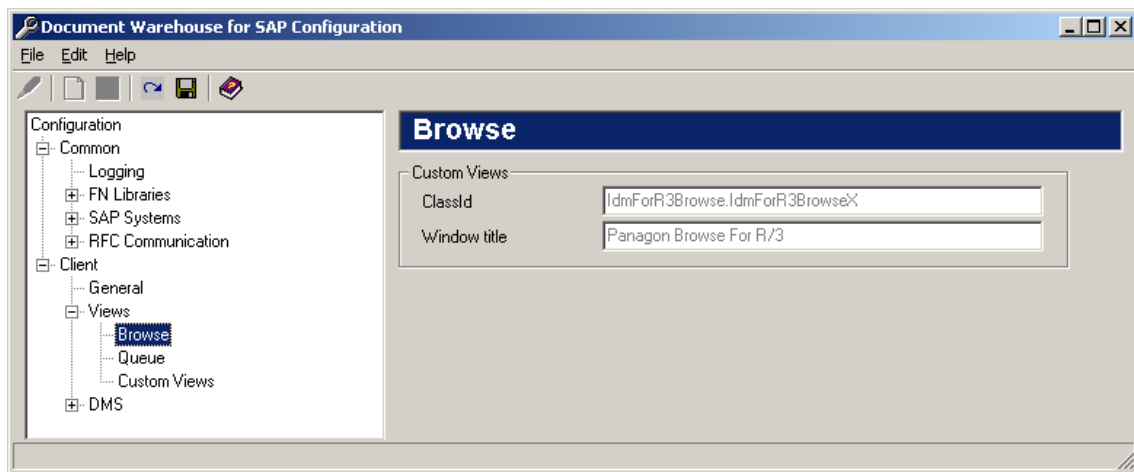 Document Warehouse for SAP Configuration
File Edit Help
Configuration
Common
Logging
FN Libraries
SAP Systems
RFC Communication
Client
General
Views
Browse
Queue
Custom Views
DMS
Browse
Custom Views
ClassId IdmForR3Browse.IdmForR3BrowseX
Window title Panagon Browse For R/3